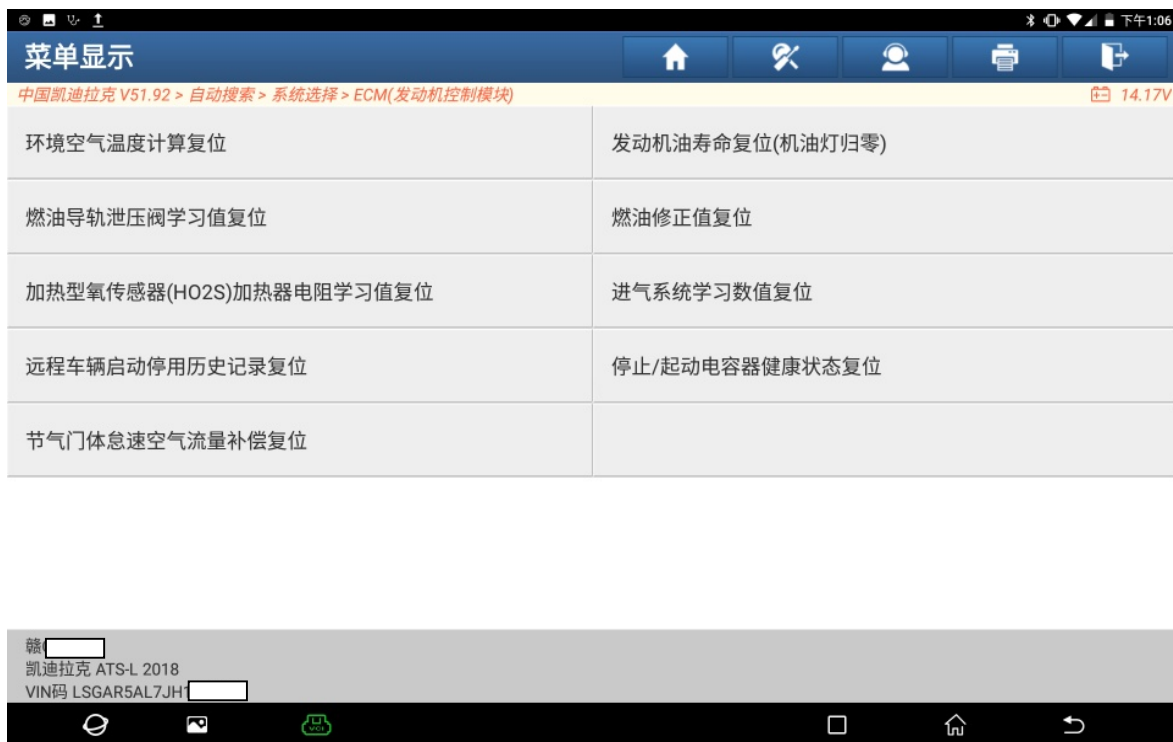 下午1:06
菜单显示
中国凯迪拉克 V51.92 > 自动搜索 > 系统选择 > ECM(发动机控制模块)
14.17V
环境空气温度计算复位
发动机油寿命复位(机油灯归零)
燃油导轨泄压阀学习值复位
燃油修正值复位
加热型氧传感器(HO2S)加热器电阻学习值复位
进气系统学习数值复位
远程车辆启动停用历史记录复位
停止/起动电容器健康状态复位
节气门体怠速空气流量补偿复位
赣
凯迪拉克 ATS-L 2018
VIN码 LSGAR5AL7JH1
VCI